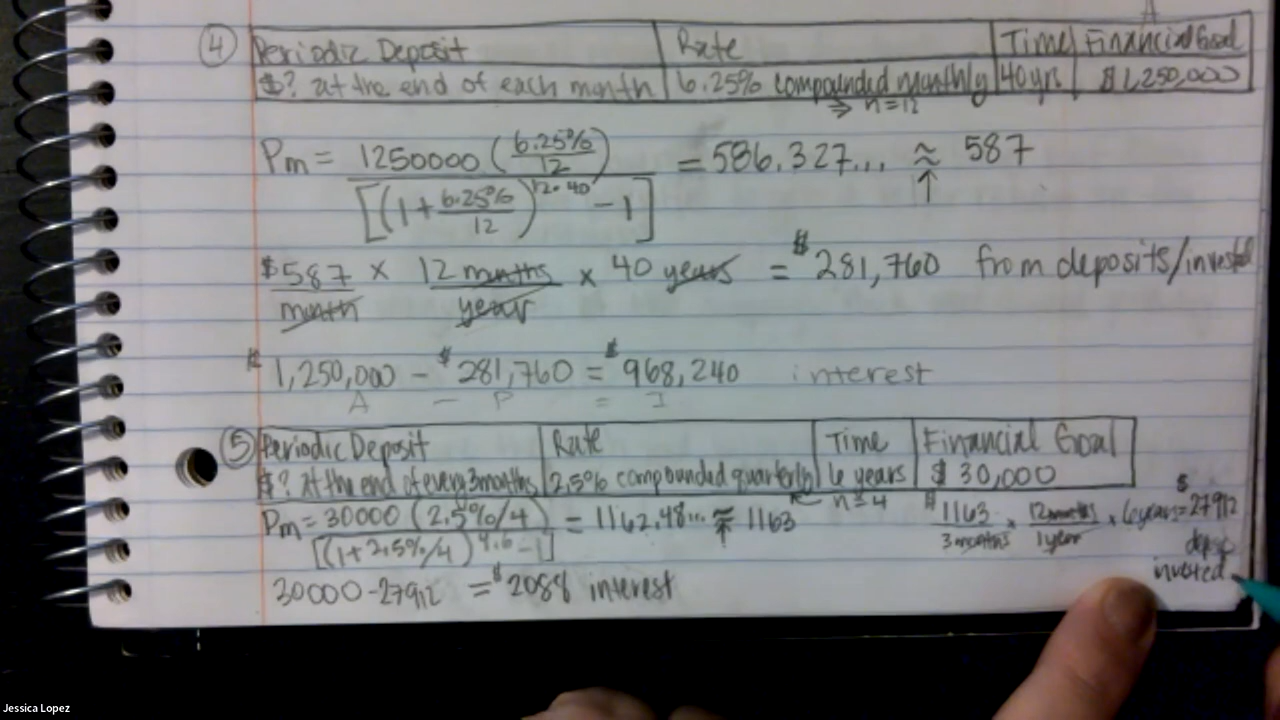 ④ Periodic Deposit | Rate | Time | Financial Goal
$? at the end of each month | 6.25% compounded monthly | 40 yrs | $1,250,000
⇒ n=12
Pm = 1250000 (6.25%/12) / [(1 + 6.25%/12)^12·40 - 1] = 586.327... ≈ 587
↑
$587/month × 12 months/year × 40 years = $281,760 from deposits/invested
$1,250,000 - $281,760 = $968,240 interest
A - P = I
⑤ Periodic Deposit | Rate | Time | Financial Goal
$? at the end of every 3 months | 2.5% compounded quarterly | 6 years | $30,000
n=4
Pm = 30000 (2.5%/4) / [(1+2.5%/4)^4·6 - 1] = 1162.48... ≈ 1163
↑
$1163/3 months × 12 months/1 year × 6 years = $27912
invested
30000 - 27912 = $2088 interest
Jessica Lopez